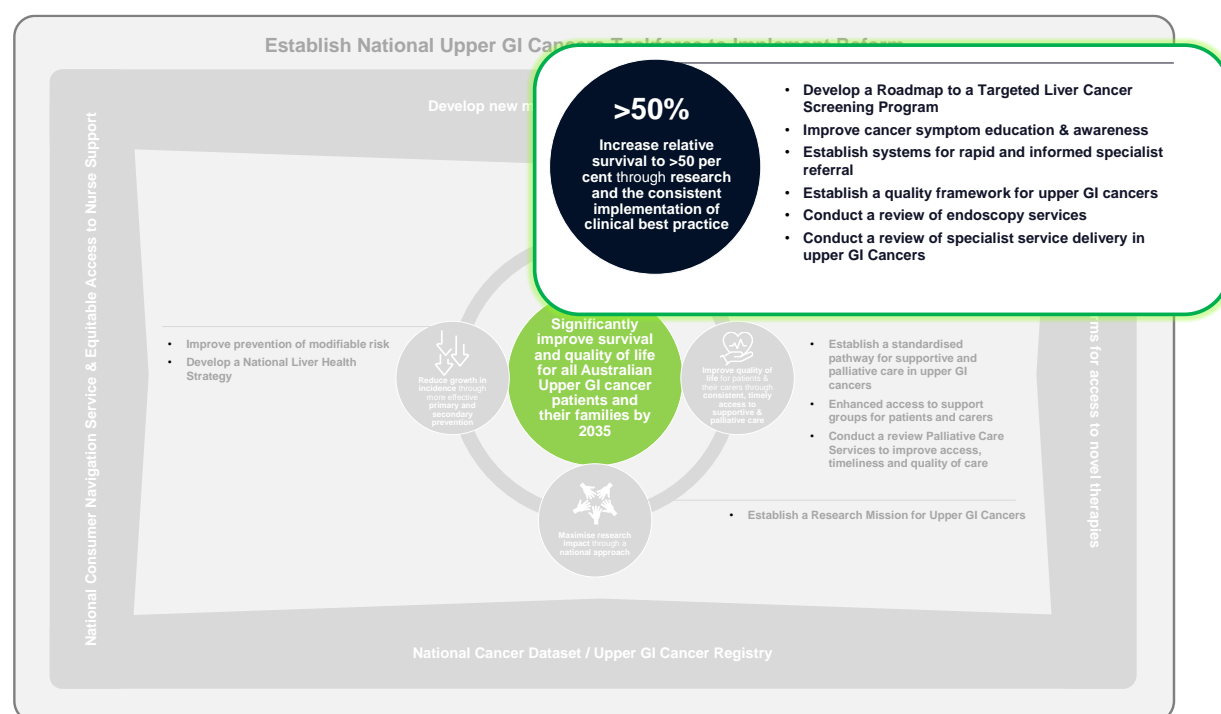 Establish National Upper GI Cancers Taskforce to Implement Reform
Develop new m
National Consumer Navigation Service & Equitable Access to Nurse Support
>50%
Increase relative
survival to >50 per
cent through research
and the consistent
implementation of
clinical best practice
• Develop a Roadmap to a Targeted Liver Cancer
Screening Program
• Improve cancer symptom education & awareness
• Establish systems for rapid and informed specialist
referral
• Establish a quality framework for upper GI cancers
• Conduct a review of endoscopy services
• Conduct a review of specialist service delivery in
upper GI Cancers
• Improve prevention of modifiable risk
• Develop a National Liver Health
Strategy
Reduce growth in
incidence through
more effective
primary and
secondary
prevention
Significantly
improve survival
and quality of life
for all Australian
Upper GI cancer
patients and
their families by
2035
Improve quality of
life for patients &
their carers through
consistent, timely
access to
supportive &
palliative care
• Establish a standardised
pathway for supportive and
palliative care in upper GI
cancers
• Enhanced access to support
groups for patients and carers
• Conduct a review Palliative Care
Services to improve access,
timeliness and quality of care
rms for access to novel therapies
Maximise research
impact through a
national approach
• Establish a Research Mission for Upper GI Cancers
National Cancer Dataset / Upper GI Cancer Registry